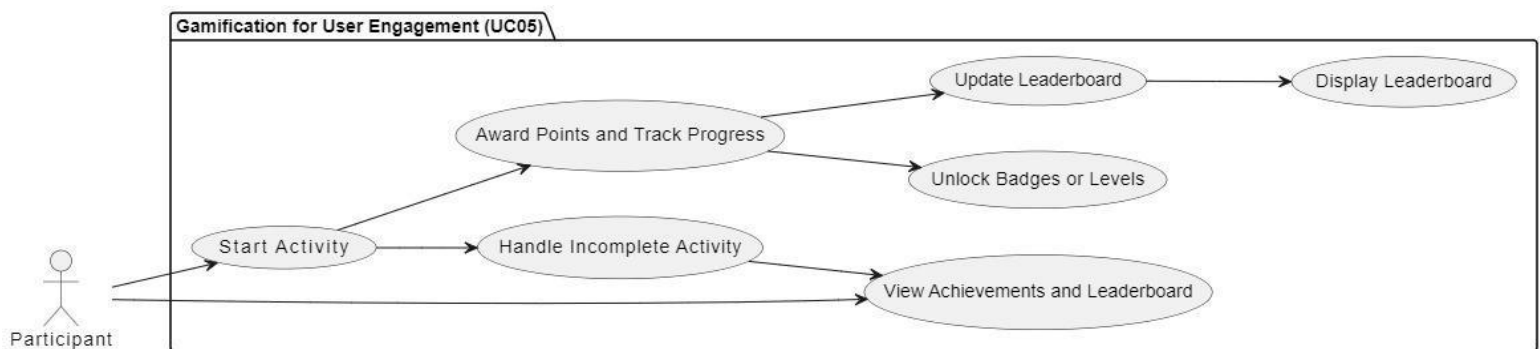 Gamification for User Engagement (UC05)
Update Leaderboard
Display Leaderboard
Award Points and Track Progress
Unlock Badges or Levels
Start Activity
Handle Incomplete Activity
View Achievements and Leaderboard
Participant